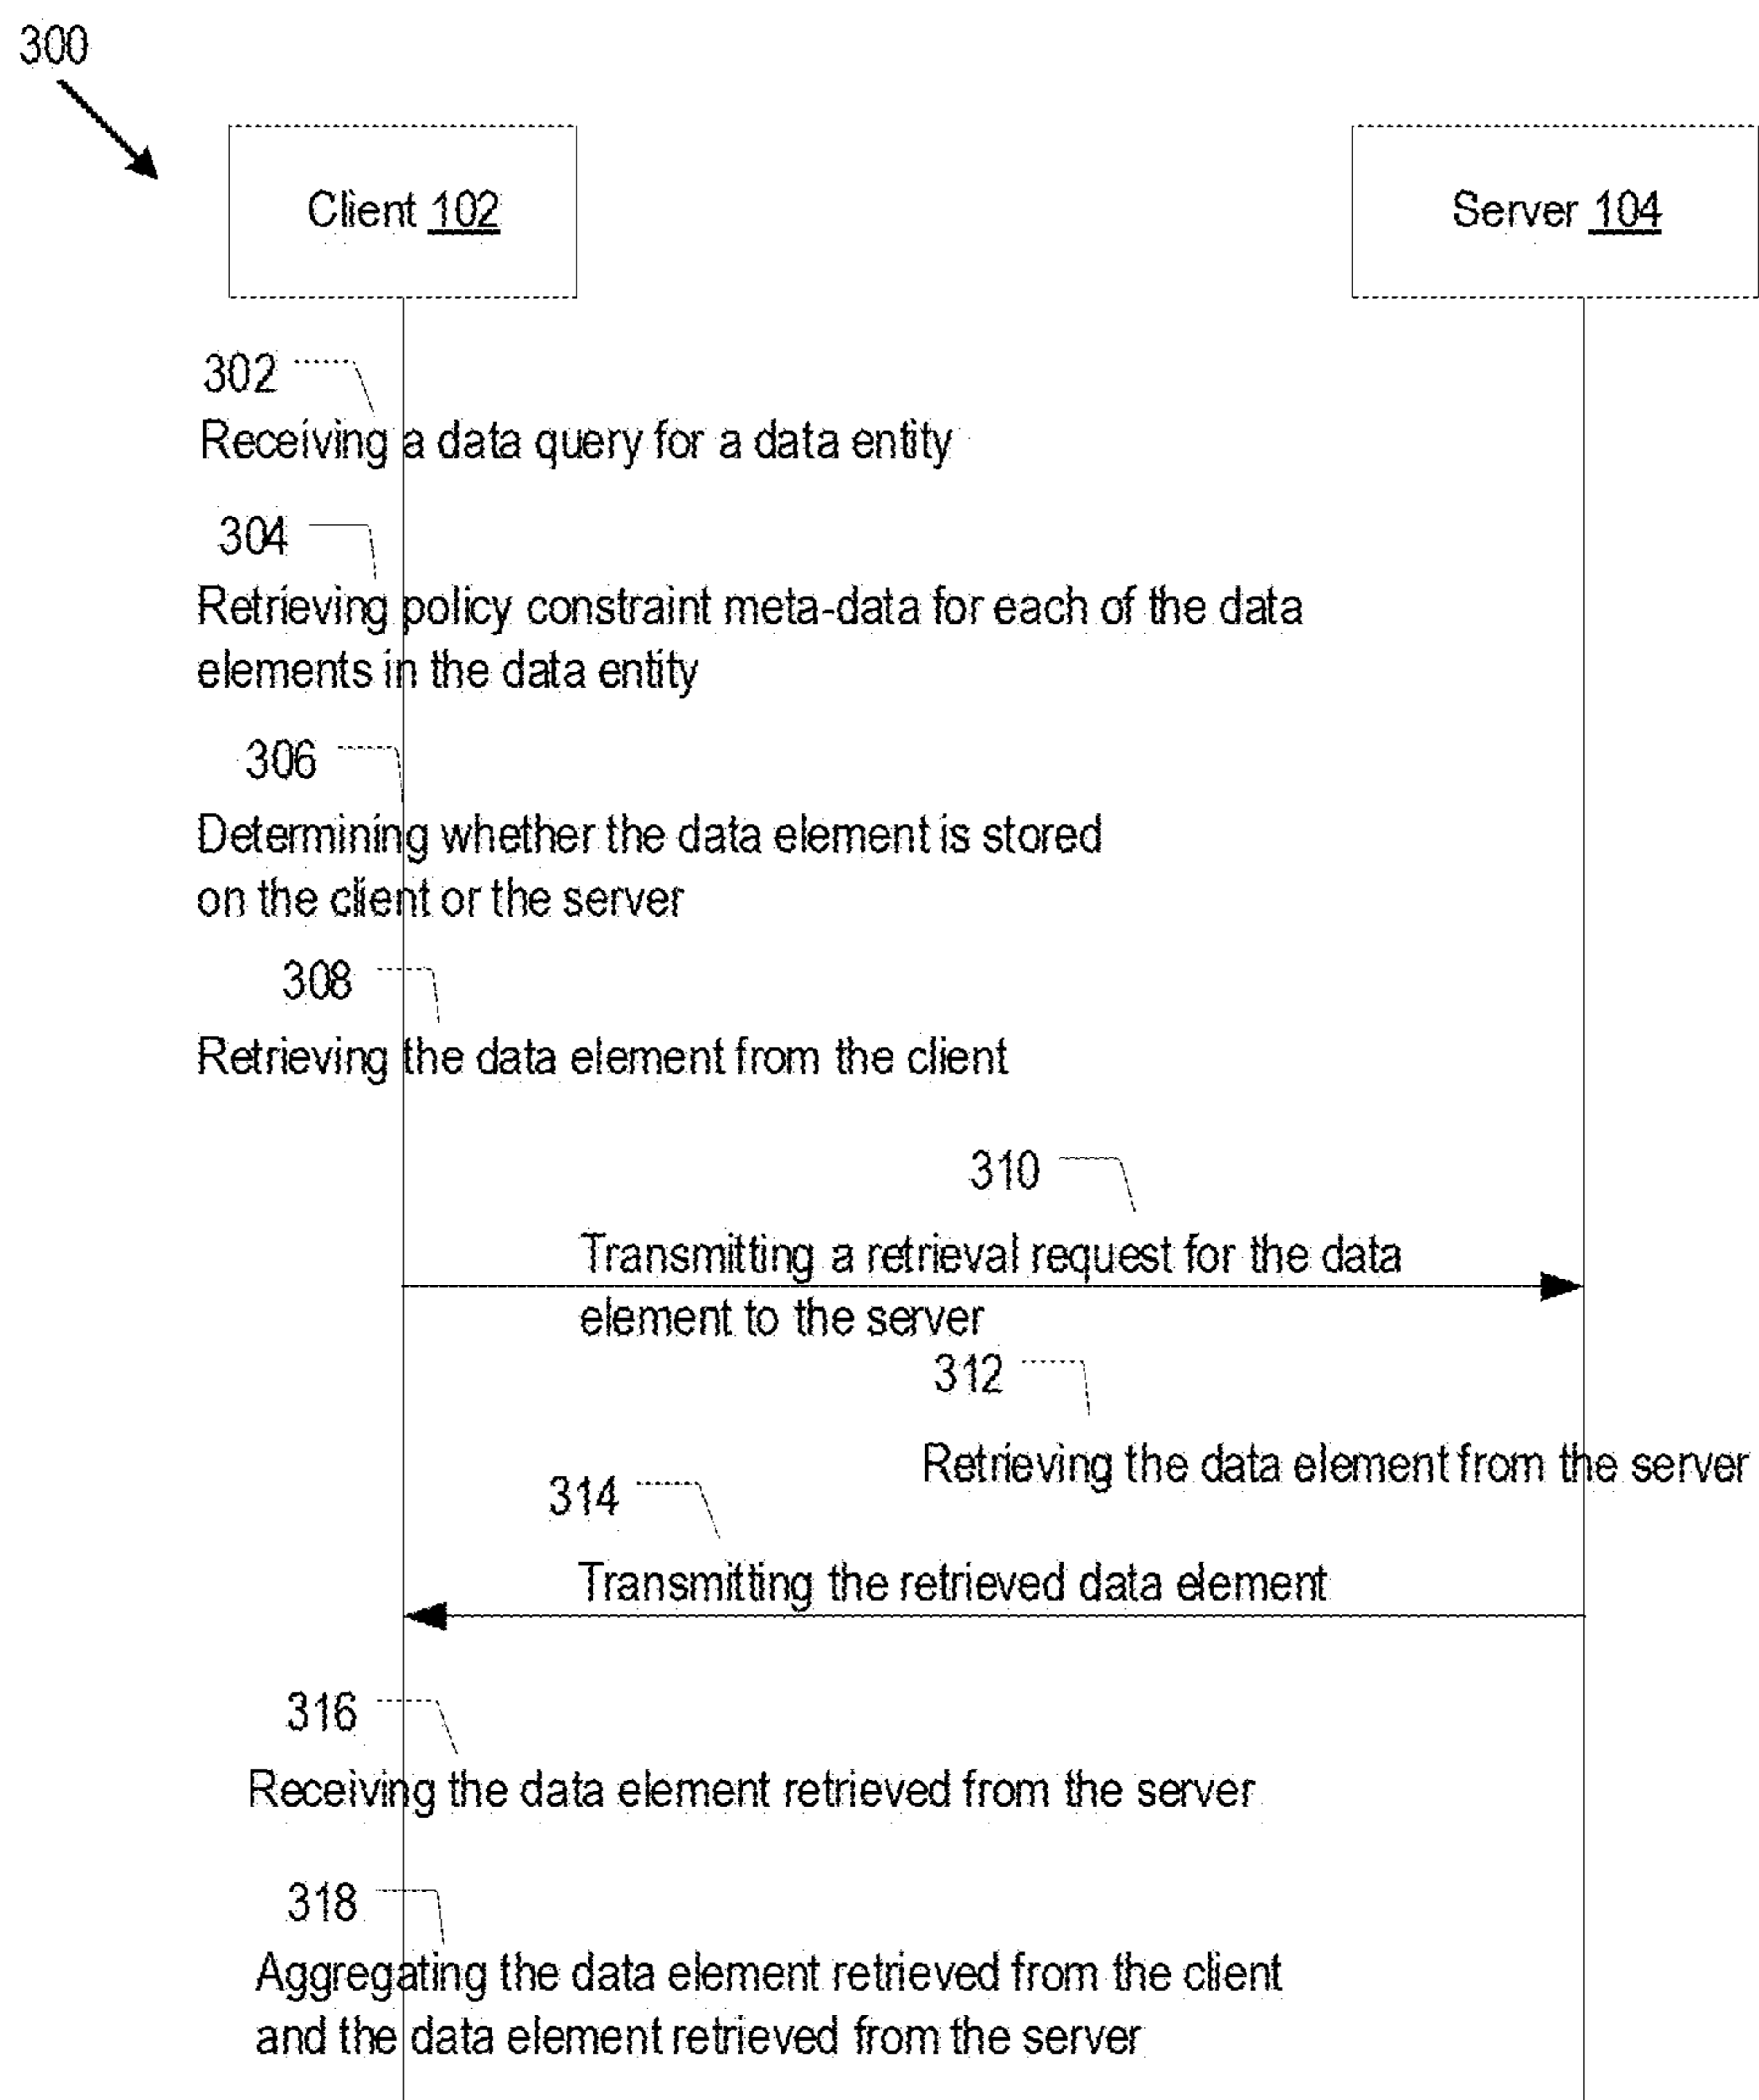 300
Client 102
Server 104
302
Receiving a data query for a data entity
304
Retrieving policy constraint meta-data for each of the data
elements in the data entity
306
Determining whether the data element is stored
on the client or the server
308
Retrieving the data element from the client
310
Transmitting a retrieval request for the data
element to the server
312
Retrieving the data element from the server
314
Transmitting the retrieved data element
316
Receiving the data element retrieved from the server
318
Aggregating the data element retrieved from the client
and the data element retrieved from the server